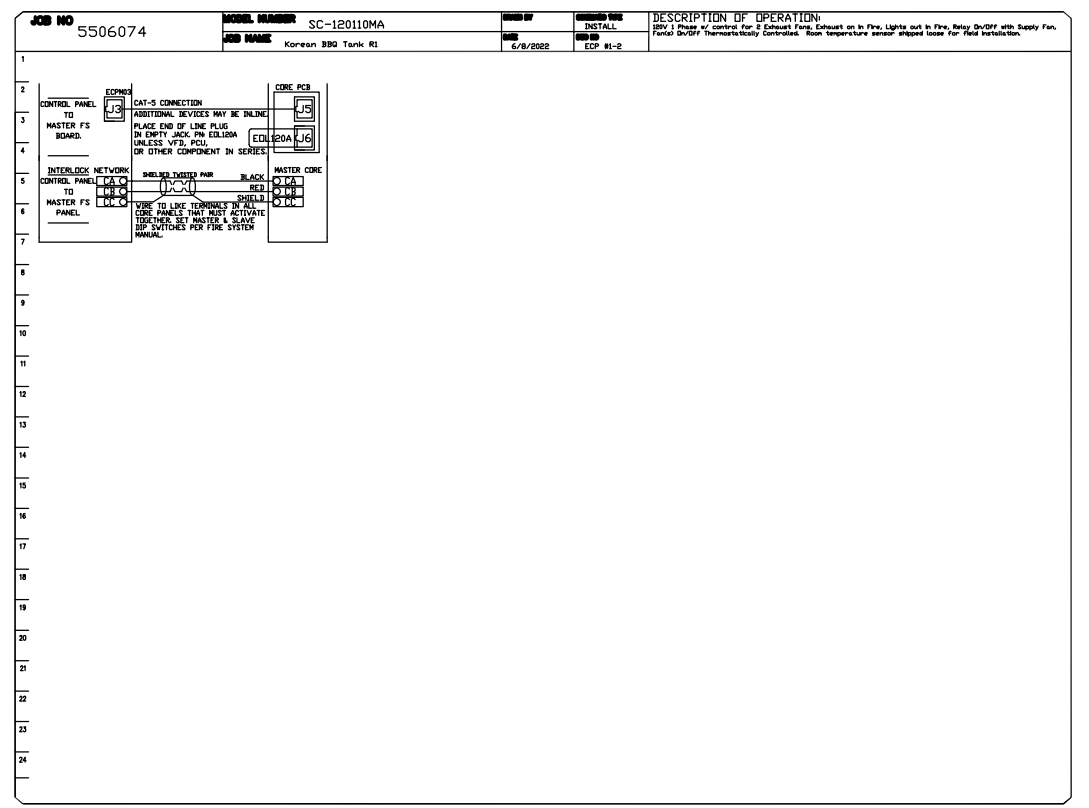 JOB NO
5506074
MODEL NUMBER
SC-120110MA
JOB NAME
Korean BBQ Tank R1
DATE
6/8/2022
INSTALL
ECP #1-2
DESCRIPTION OF OPERATION:
120V 1 Phase w/ control for 2 Exhaust Fans, Exhaust on in Fire, Lights out in Fire, Relay On/Off with Supply Fan,
Fan(s) On/Off Thermostatically Controlled. Room temperature sensor shipped loose for field installation.
1
2
3
4
5
6
7
8
9
10
11
12
13
14
15
16
17
18
19
20
21
22
23
24
CONTROL PANEL
TO
MASTER FS
BOARD.
ECPM03
J3
CAT-5 CONNECTION
ADDITIONAL DEVICES MAY BE INLINE.
PLACE END OF LINE PLUG
IN EMPTY JACK. PN: EOL120A
UNLESS VFD, PCU,
OR OTHER COMPONENT IN SERIES.
CORE PCB
J5
EOL120A
J6
INTERLOCK NETWORK
CONTROL PANEL
TO
MASTER FS
PANEL
CA
CB
CC
SHIELDED TWISTED PAIR
BLACK
RED
SHIELD
MASTER CORE
CA
CB
CC
WIRE TO LIKE TERMINALS IN ALL
CORE PANELS THAT MUST ACTIVATE
TOGETHER. SET MASTER & SLAVE
DIP SWITCHES PER FIRE SYSTEM
MANUAL.